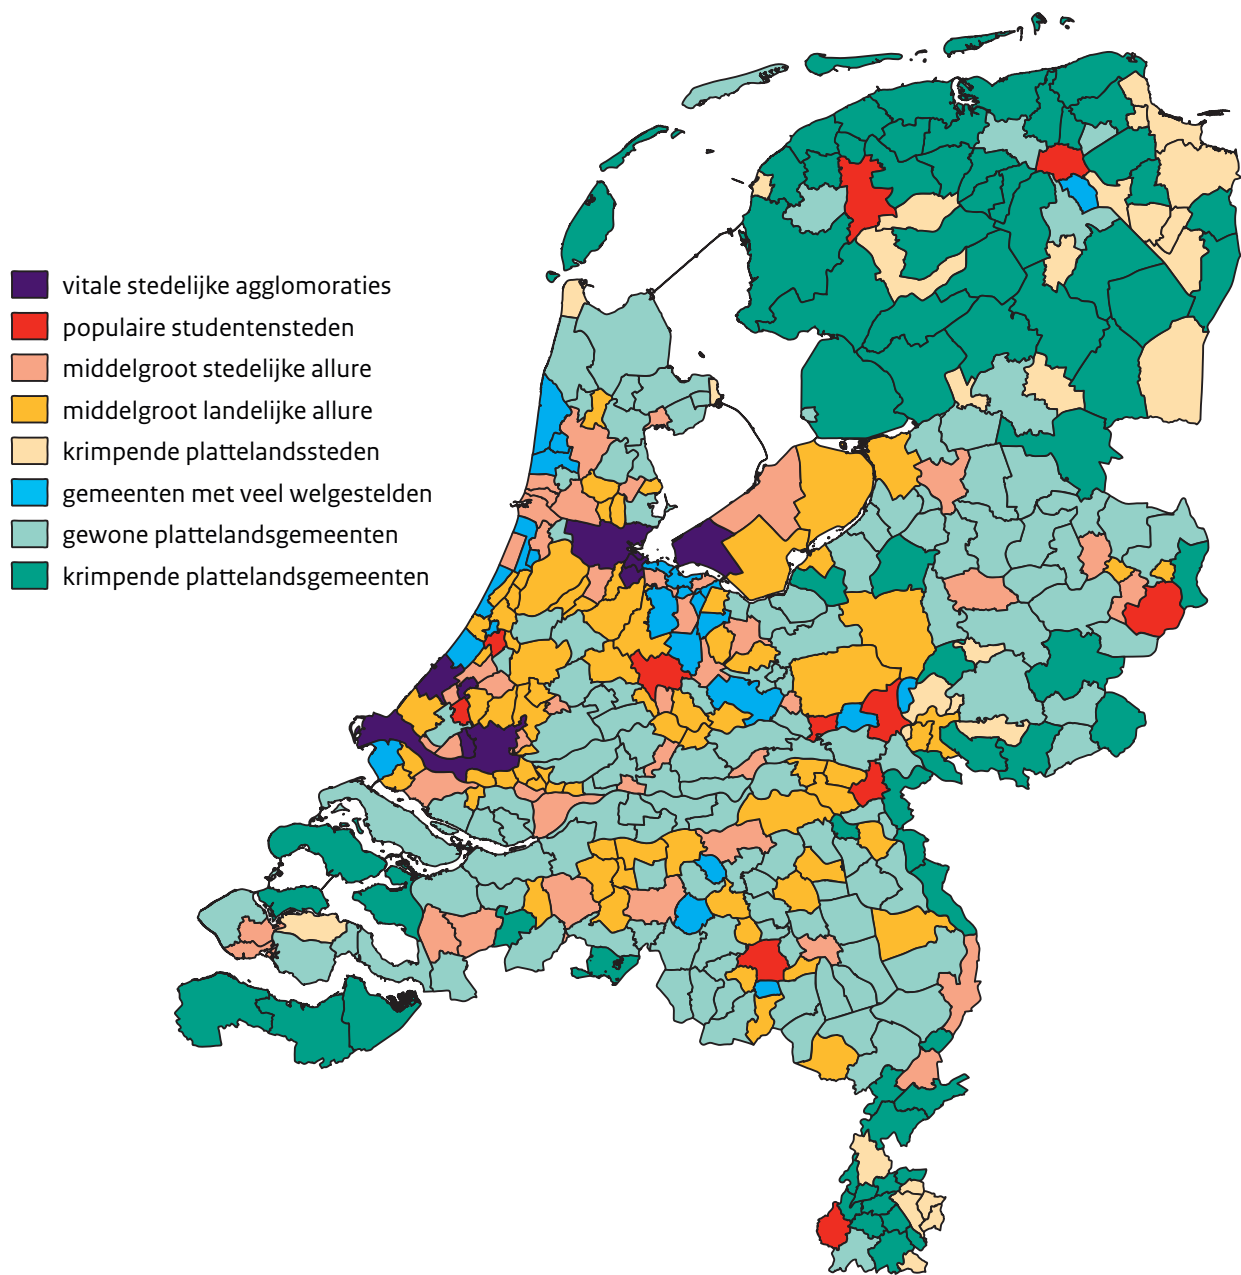 vitale stedelijke agglomoraties
populaire studentensteden
middelgroot stedelijke allure
middelgroot landelijke allure
krimpende plattelandssteden
gemeenten met veel welgestelden
gewone plattelandsgemeenten
krimpende plattelandsgemeenten